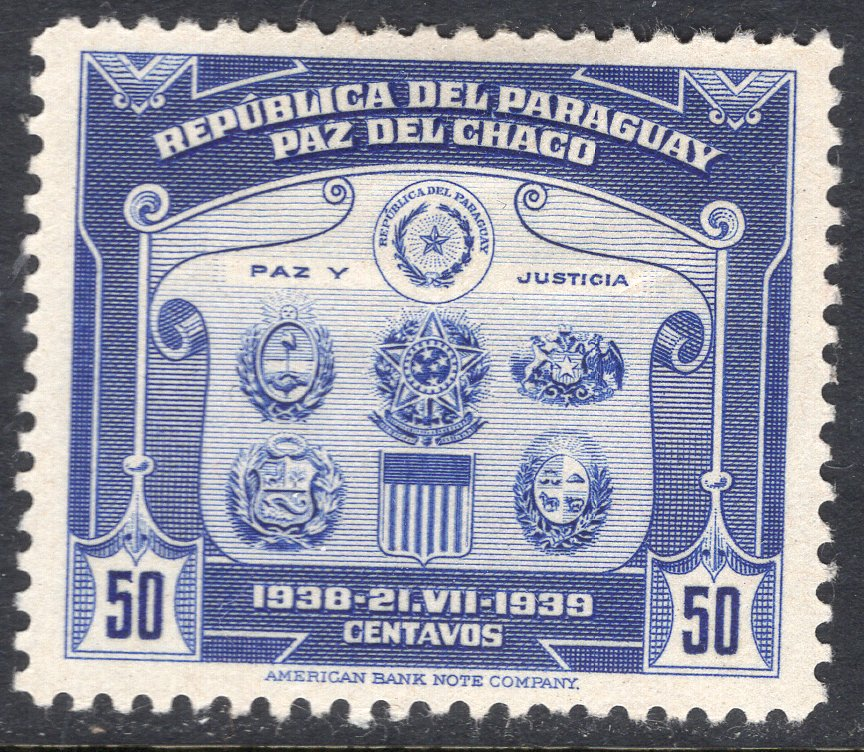 REPÚBLICA DEL PARAGUAY
PAZ DEL CHACO
REPÚBLICA DEL PARAGUAY
PAZ Y JUSTICIA
50
1938-21.VII-1939
50
CENTAVOS
AMERICAN BANK NOTE COMPANY.